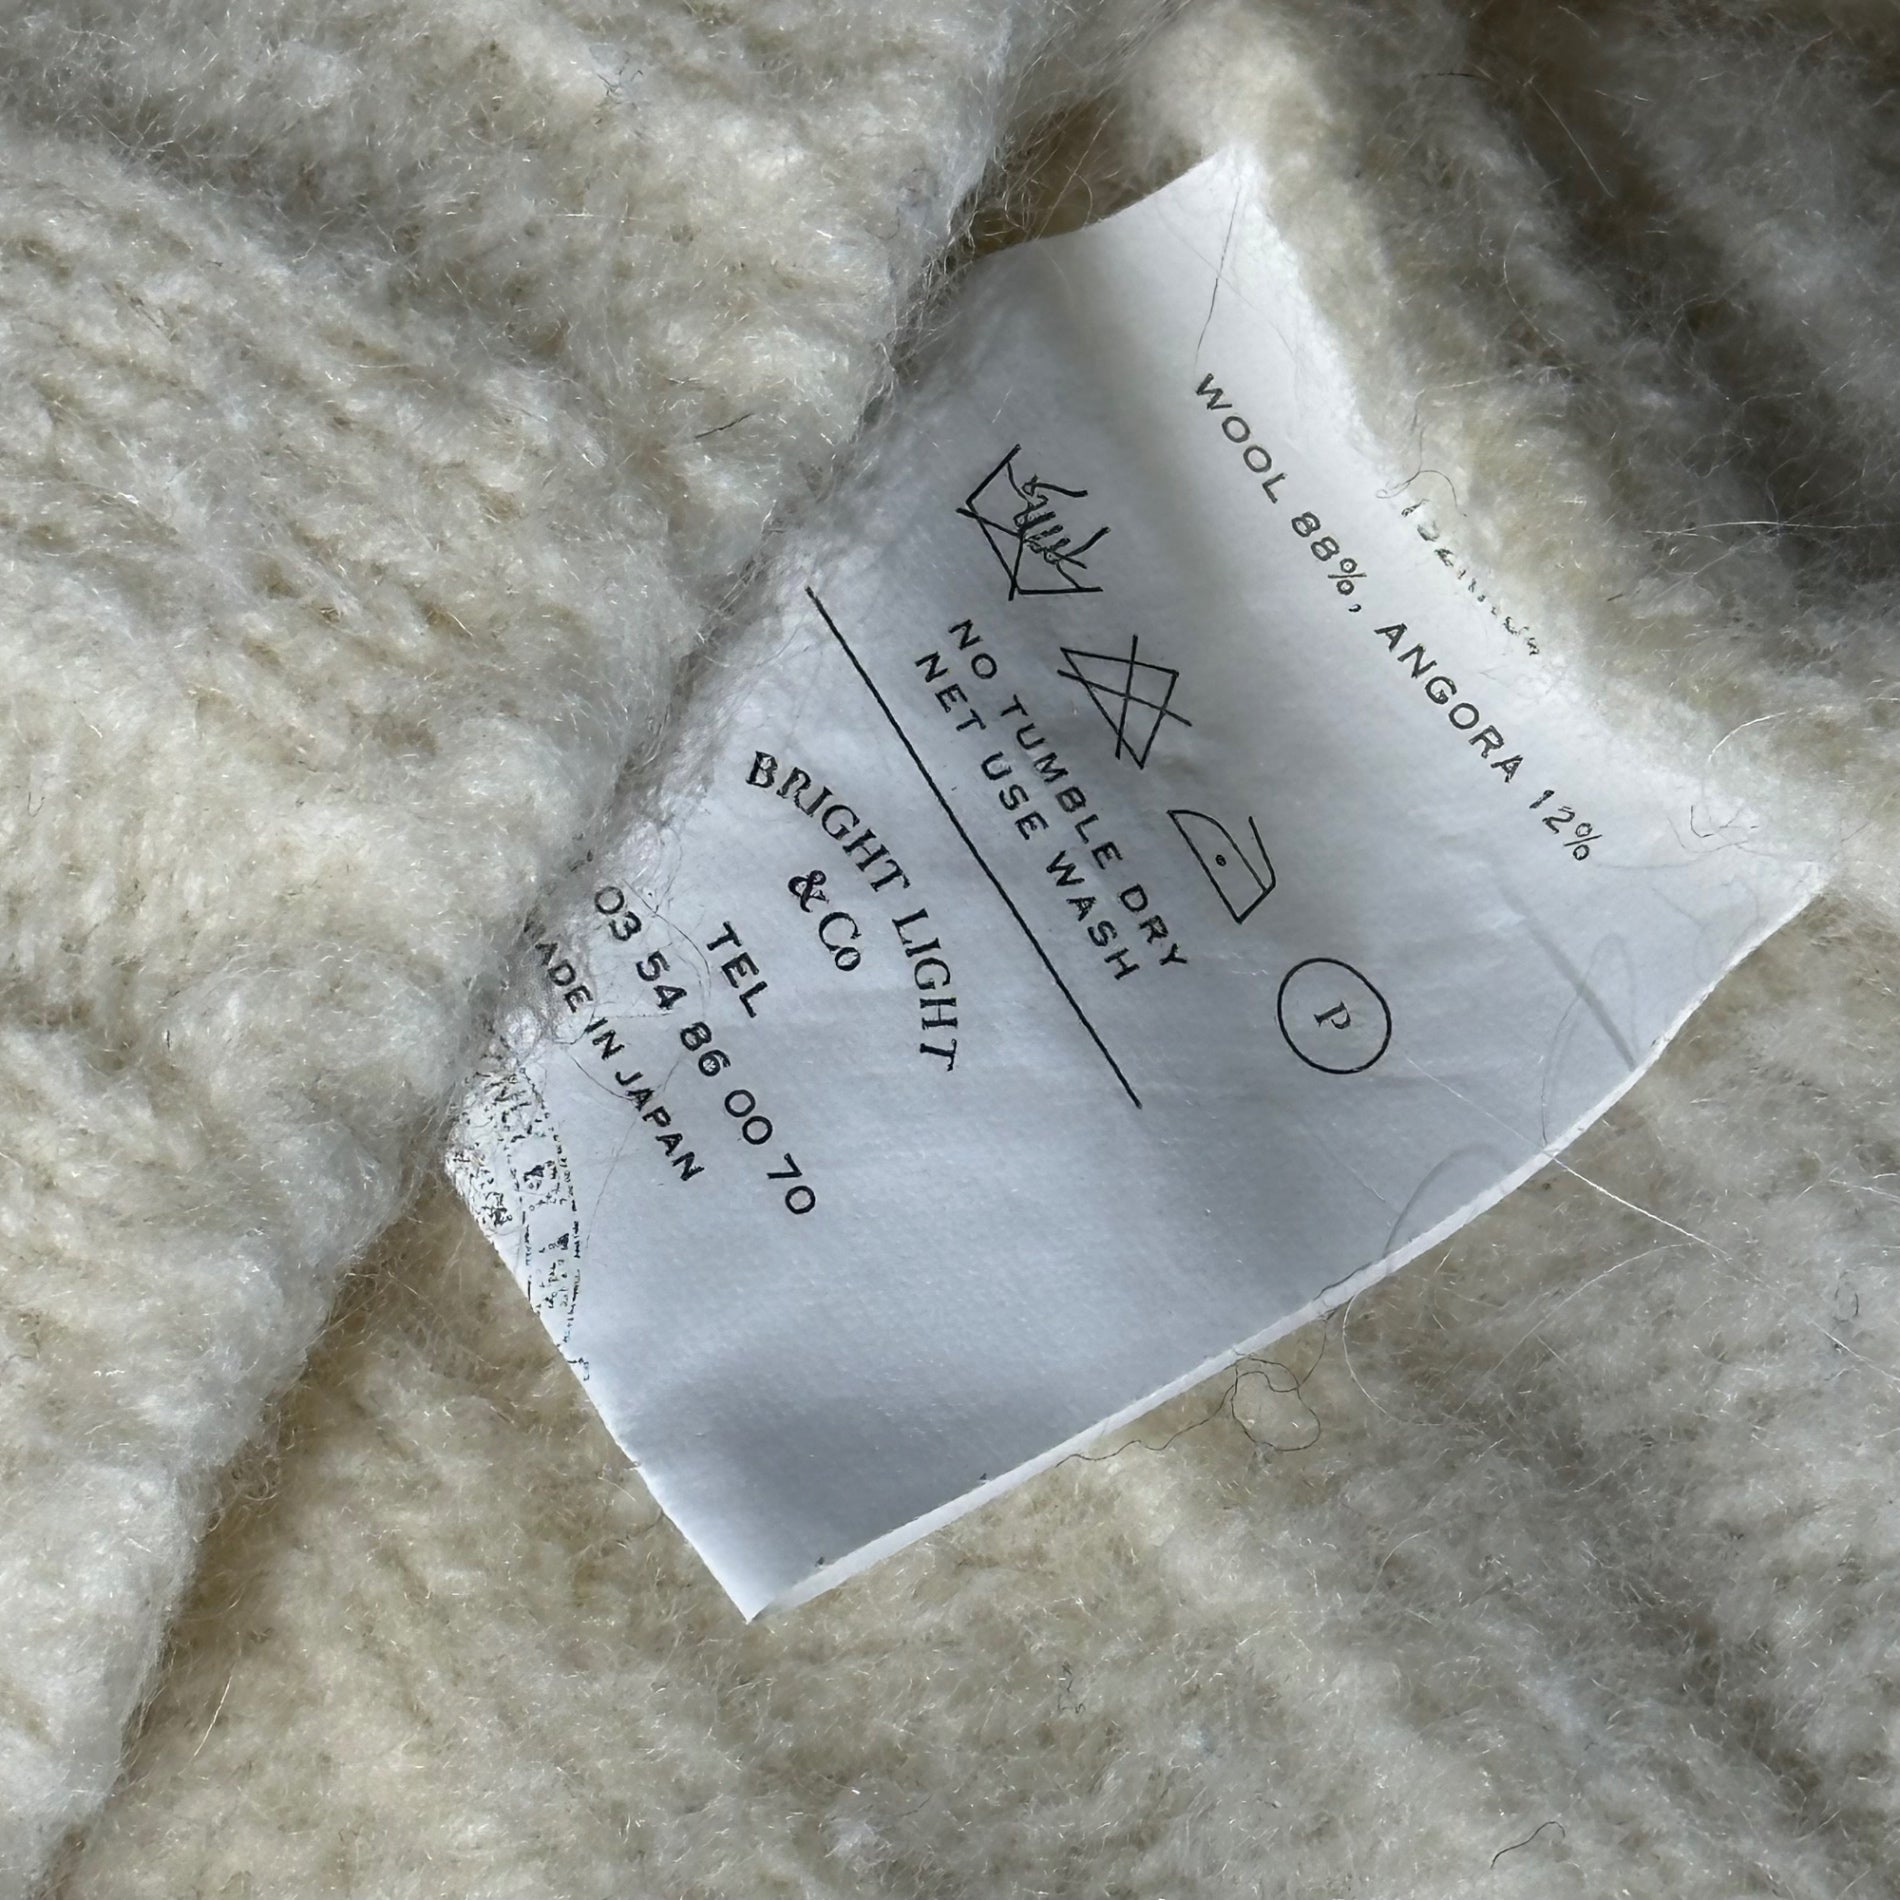 WOOL 88%, ANGORA 12%
P
NO TUMBLE DRY
NET USE WASH
BRIGHT LIGHT
&Co
TEL
03 54 86 00 70
ADE IN JAPAN